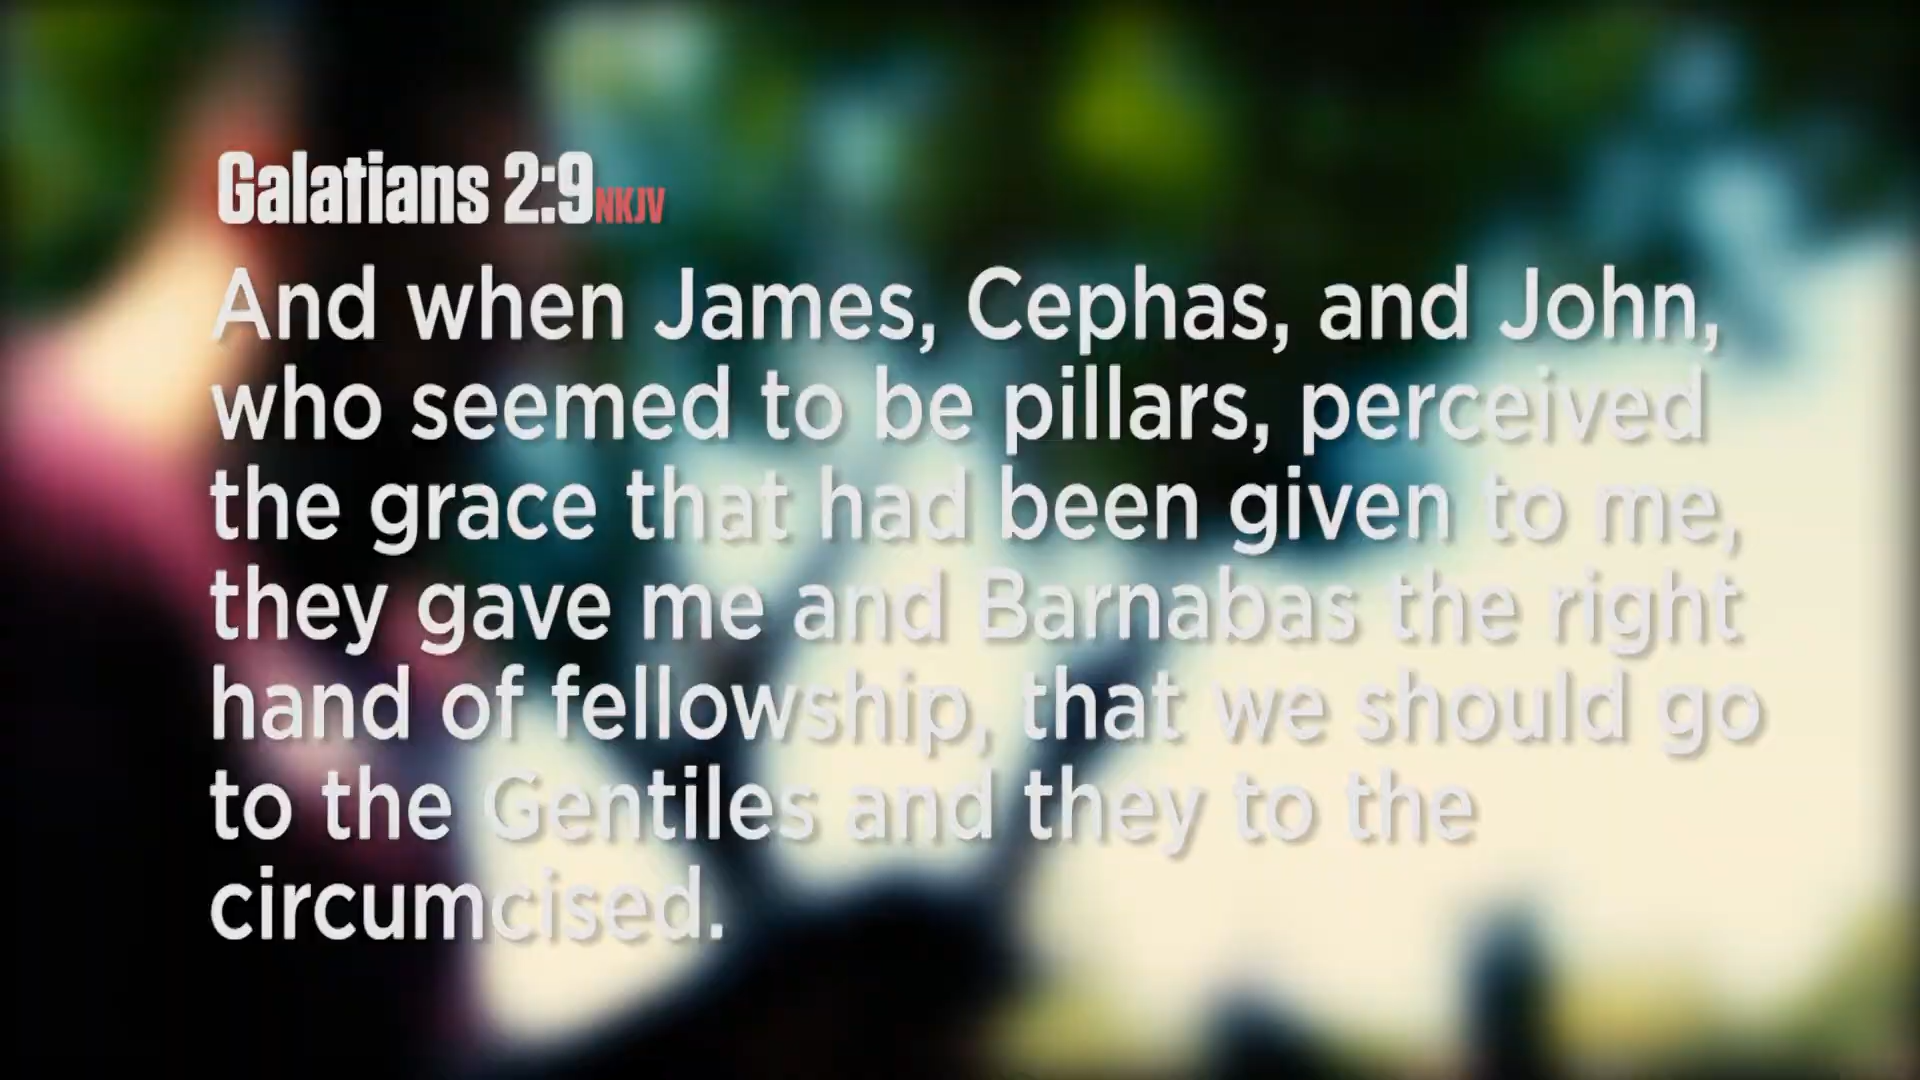 Galatians 2:9 NKJV
And when James, Cephas, and John,
who seemed to be pillars, perceived
the grace that had been given to me,
they gave me and Barnabas the right
hand of fellowship, that we should go
to the Gentiles and they to the
circumcised.